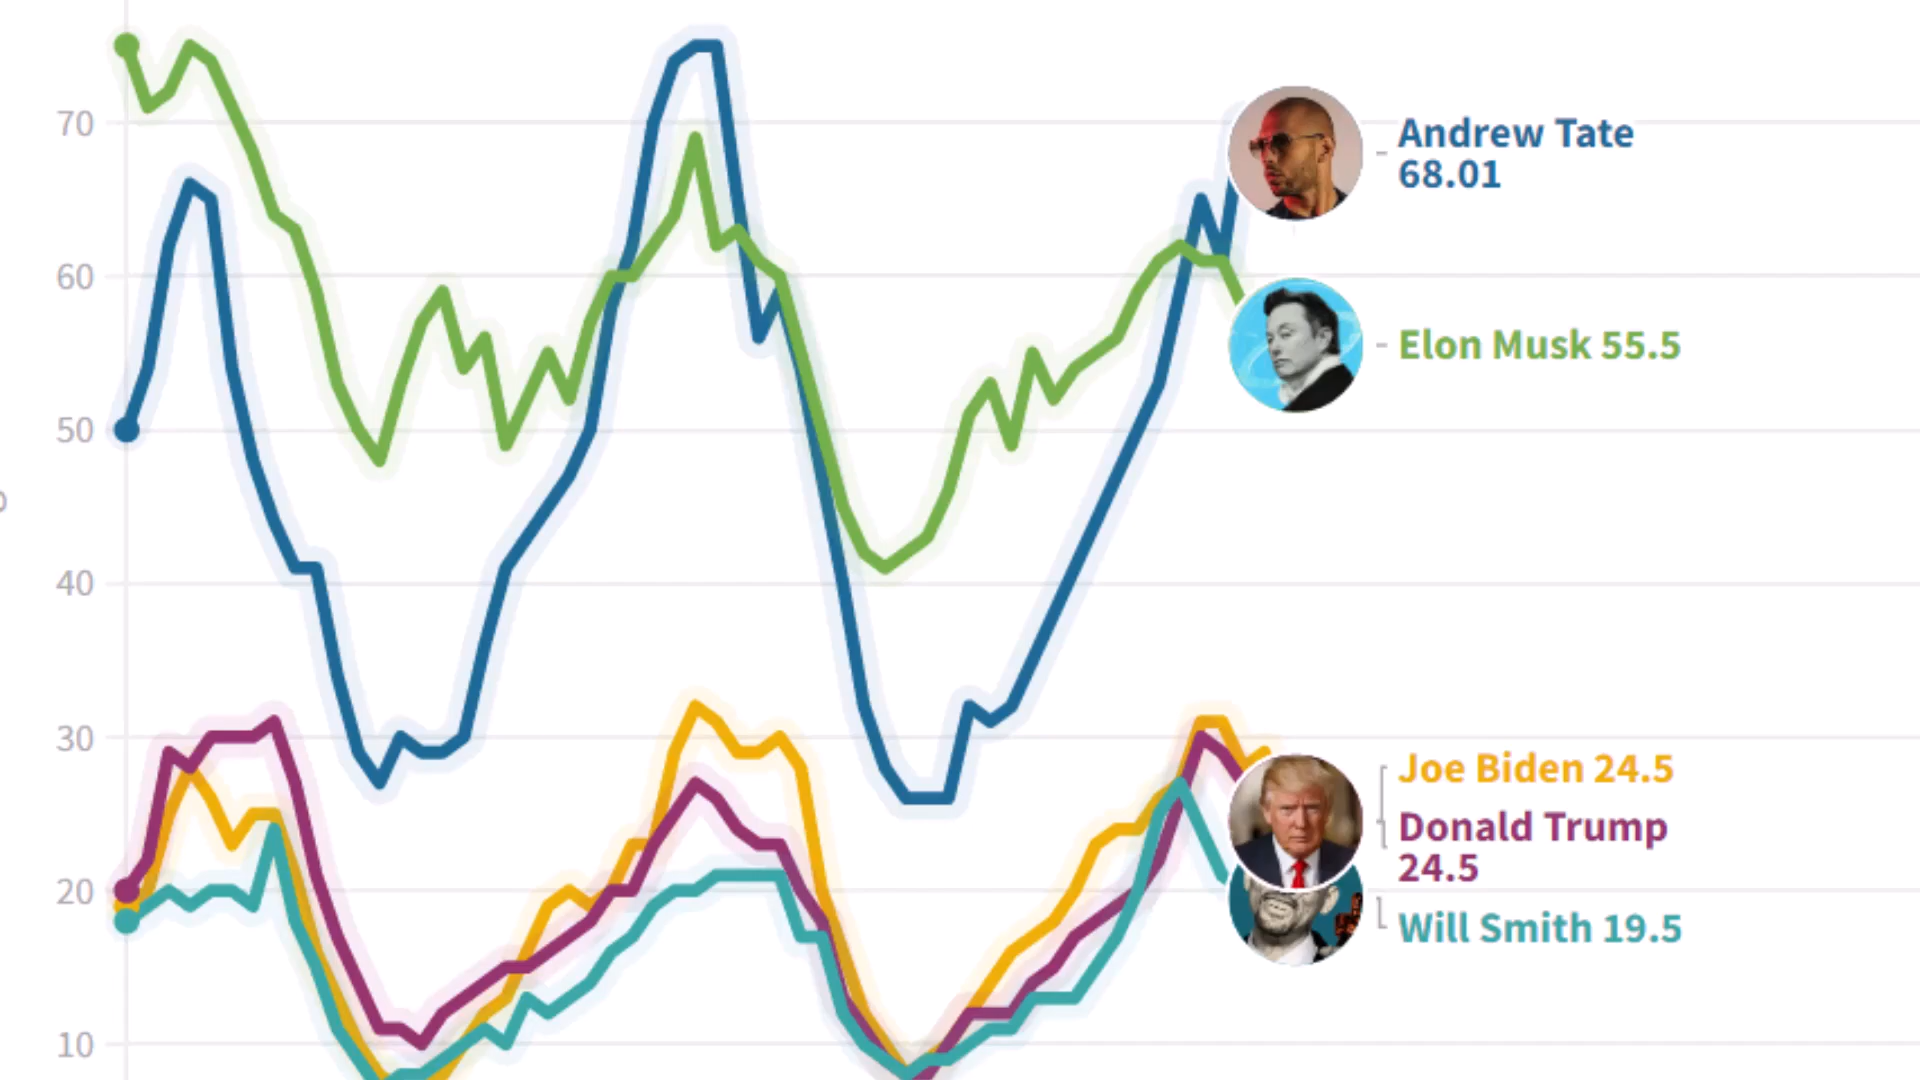 70
60
50
40
30
20
10
Andrew Tate
68.01
Elon Musk 55.5
Joe Biden 24.5
Donald Trump
24.5
Will Smith 19.5